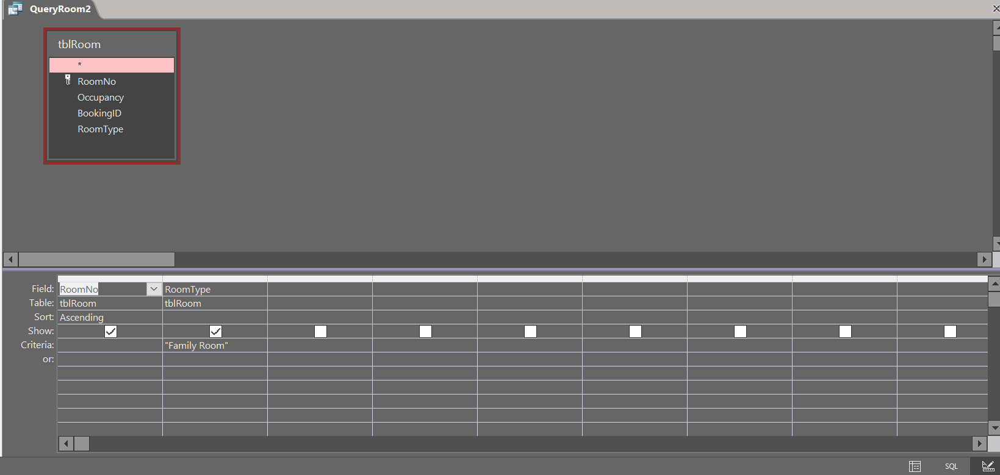 QueryRoom2
tblRoom
*
RoomNo
Occupancy
BookingID
RoomType
Field: RoomNo RoomType
Table: tblRoom tblRoom
Sort: Ascending
Show:
Criteria: "Family Room"
or:
SQL